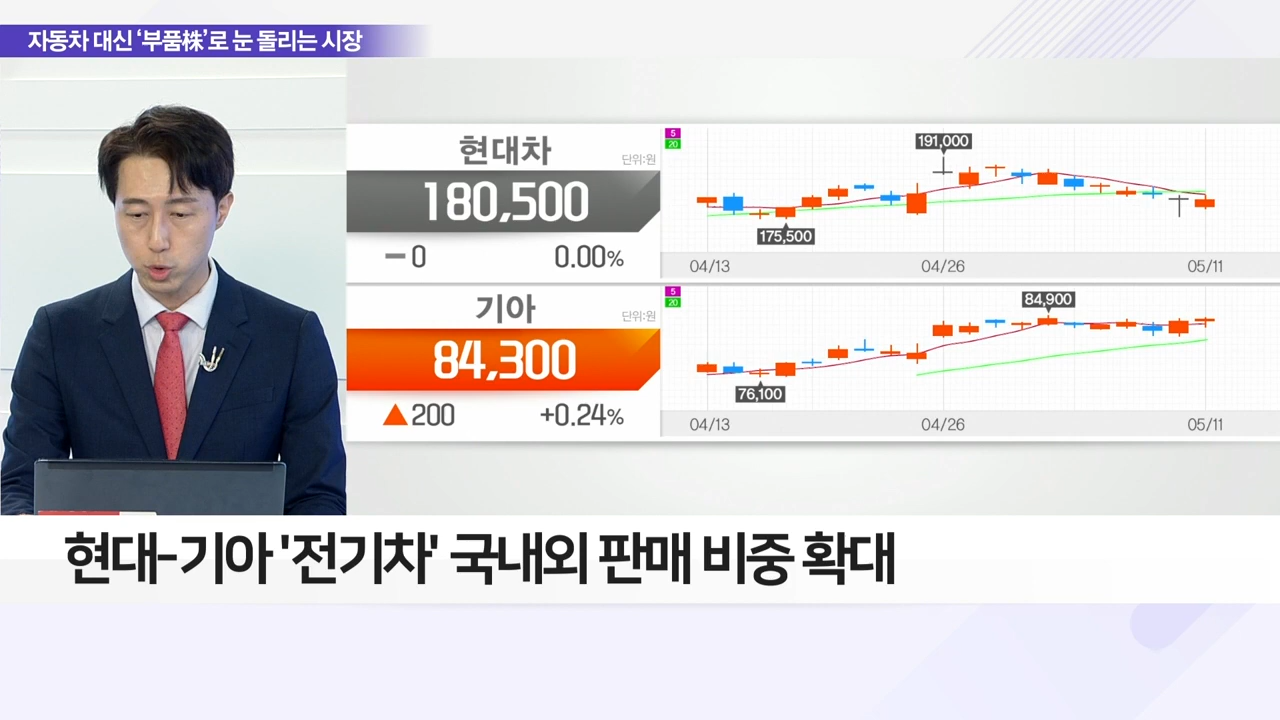 자동차 대신 ‘부품株’로 눈 돌리는 시장
현대차
단위:원
180,500
0 0.00%
5
20
191,000
175,500
04/13 04/26 05/11
기아
단위:원
84,300
▲200 +0.24%
5
20
84,900
76,100
04/13 04/26 05/11
현대-기아 '전기차' 국내외 판매 비중 확대